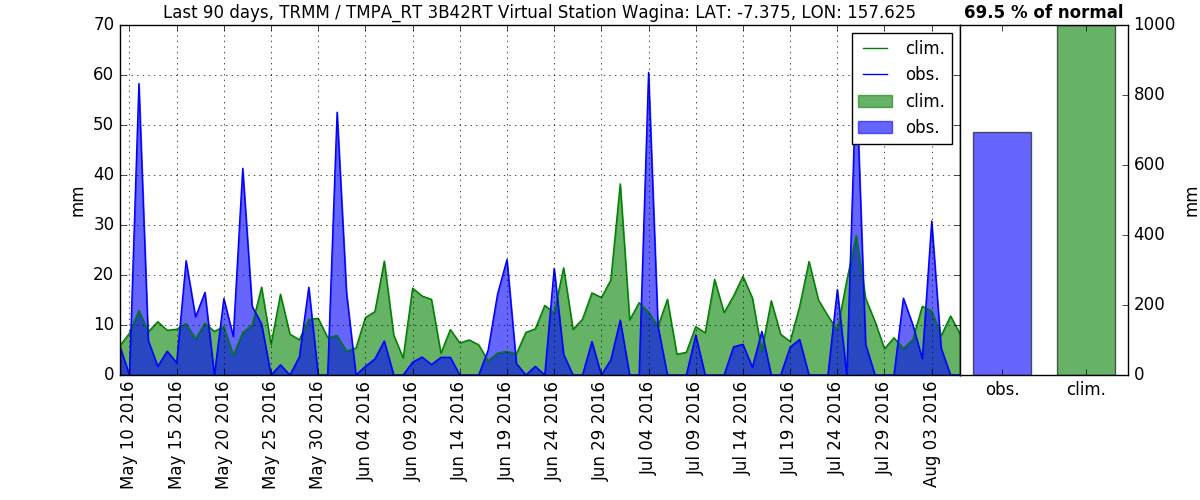 Last 90 days, TRMM / TMPA_RT 3B42RT Virtual Station Wagina: LAT: -7.375, LON: 157.625
69.5 % of normal
70
60
50
40
30
20
10
0
mm
clim.
obs.
clim.
obs.
1000
800
600
400
200
0
mm
May 10 2016
May 15 2016
May 20 2016
May 25 2016
May 30 2016
Jun 04 2016
Jun 09 2016
Jun 14 2016
Jun 19 2016
Jun 24 2016
Jun 29 2016
Jul 04 2016
Jul 09 2016
Jul 14 2016
Jul 19 2016
Jul 24 2016
Jul 29 2016
Aug 03 2016
obs.
clim.